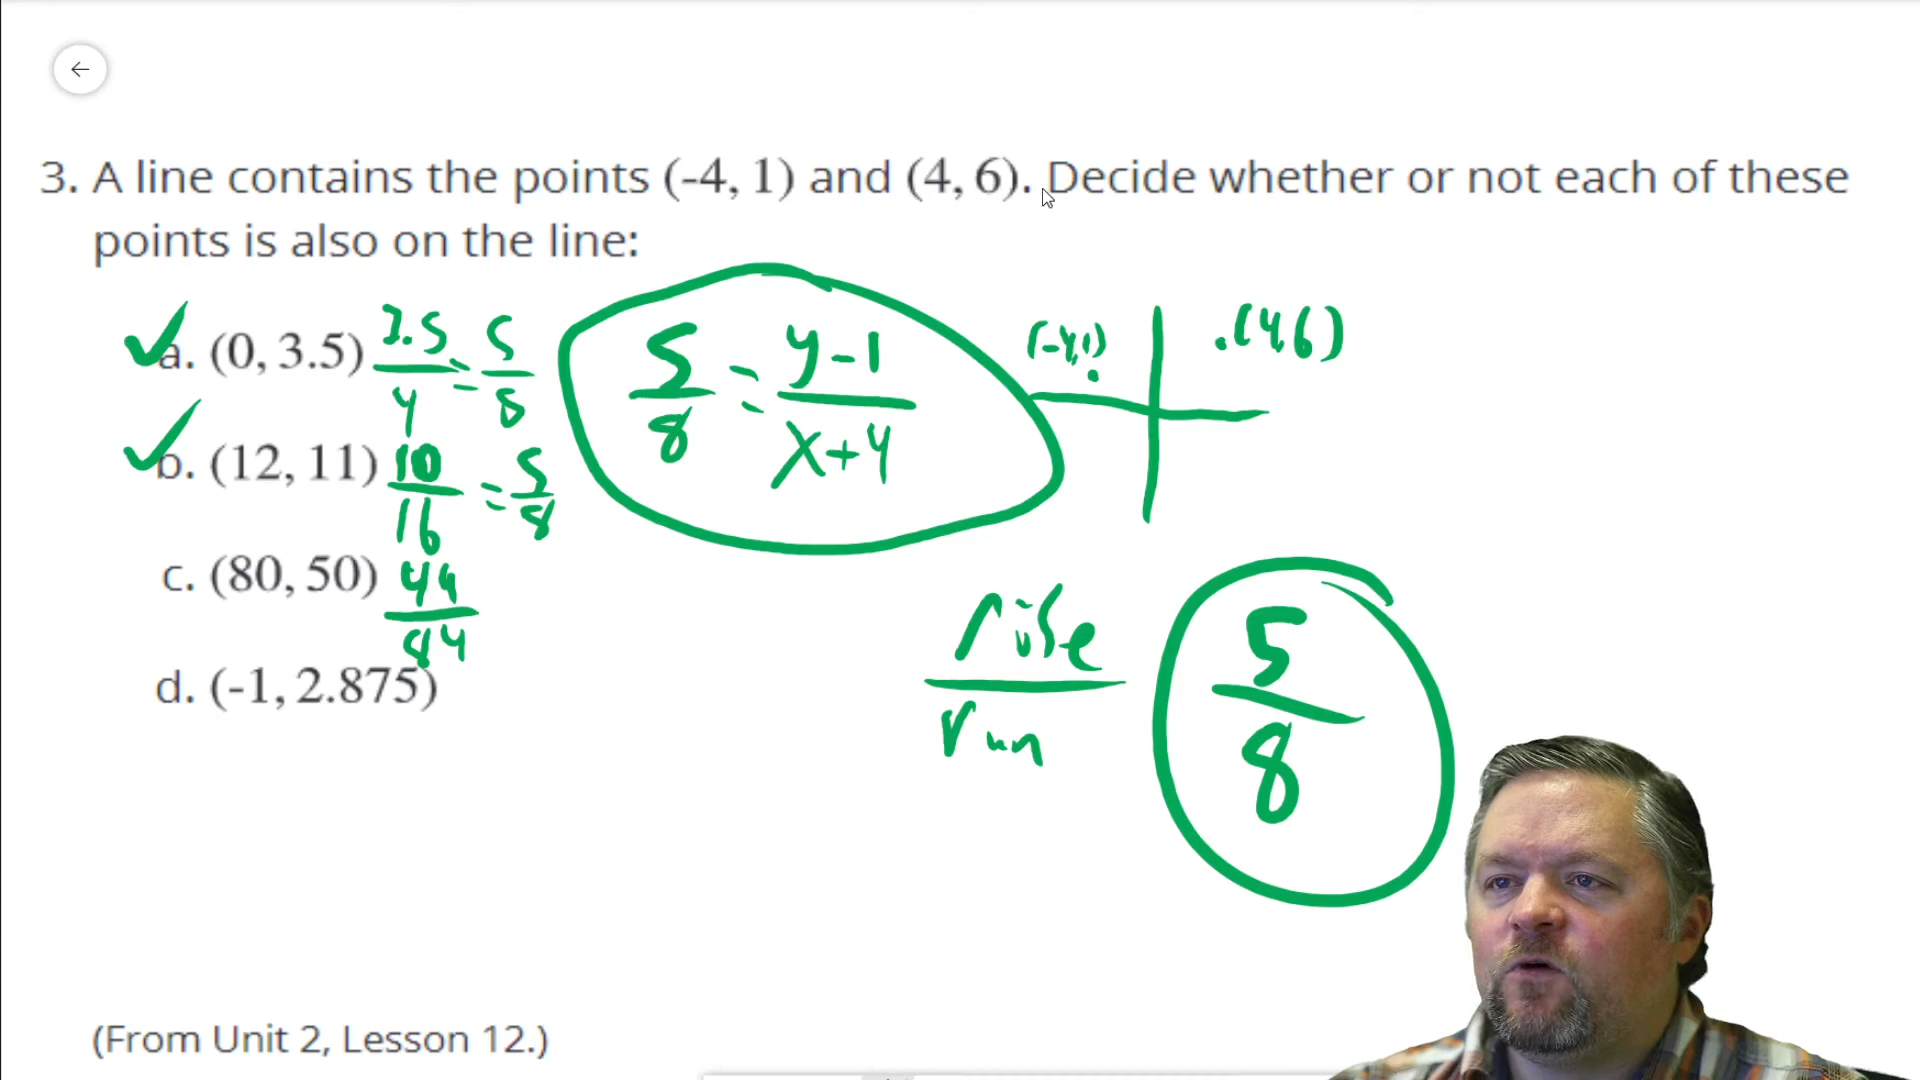 3. A line contains the points (-4, 1) and (4, 6). Decide whether or not each of these
points is also on the line:
a. (0, 3.5) 2.5/4 = 5/8
b. (12, 11) 10/16 = 5/8
c. (80, 50) 49/84
d. (-1, 2.875)
5/8 = y-1/x+4
(-4,1)
.(4,6)
rise/run
5/8
(From Unit 2, Lesson 12.)